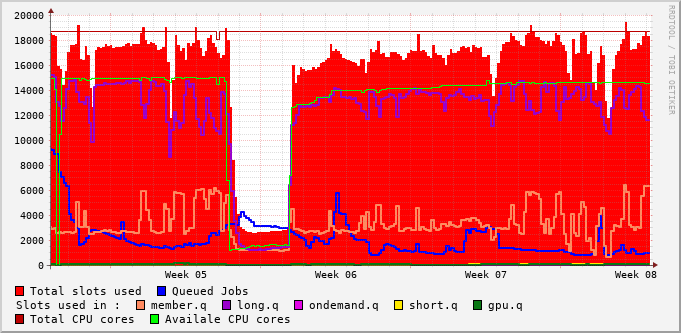 20000
18000
16000
14000
12000
10000
8000
6000
4000
2000
0
Week 05 Week 06 Week 07 Week 08
Total slots used Queued Jobs
Slots used in : member.q long.q ondemand.q short.q gpu.q
Total CPU cores Availale CPU cores
RRDTOOL / TOBI OETIKER